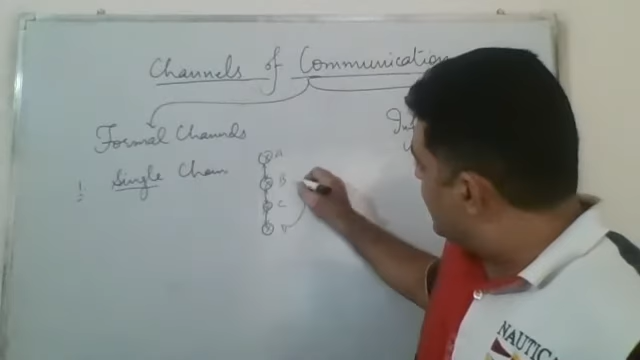 Channels of Communication
Formal Channels
1. Single Chain
A
B
C
D
NAUTICA